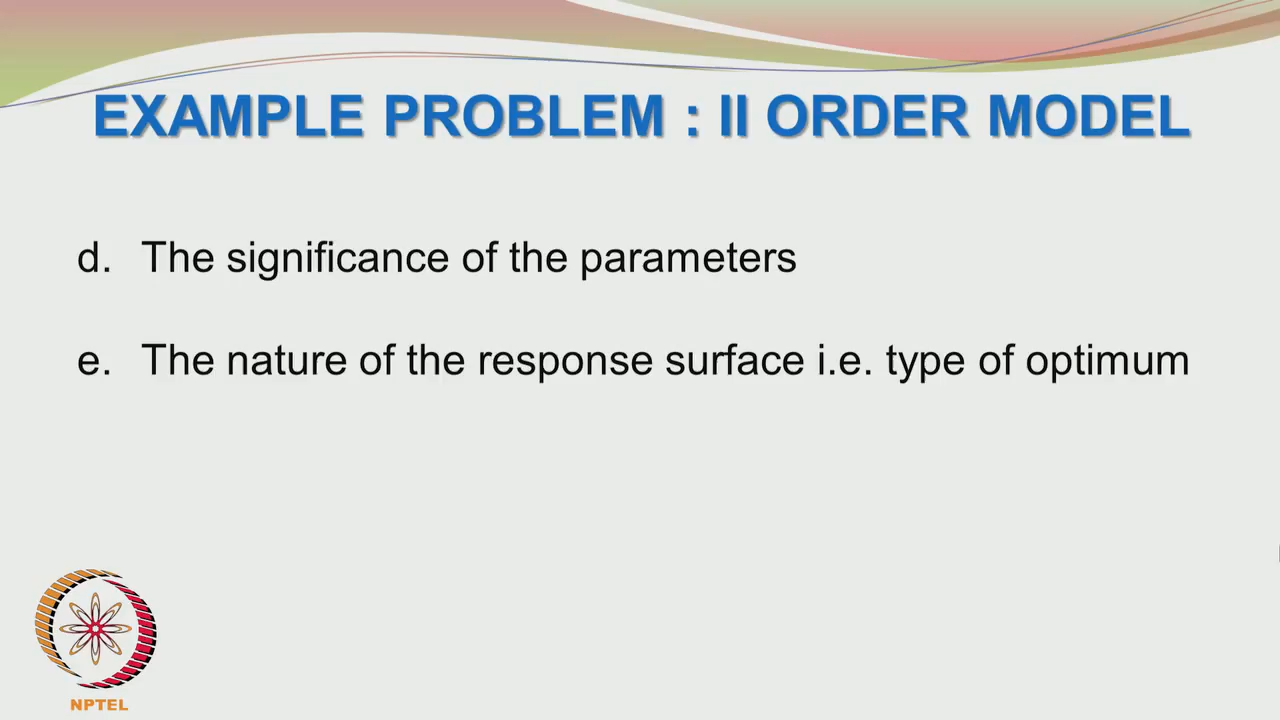 EXAMPLE PROBLEM : II ORDER MODEL
d. The significance of the parameters
e. The nature of the response surface i.e. type of optimum
NPTEL